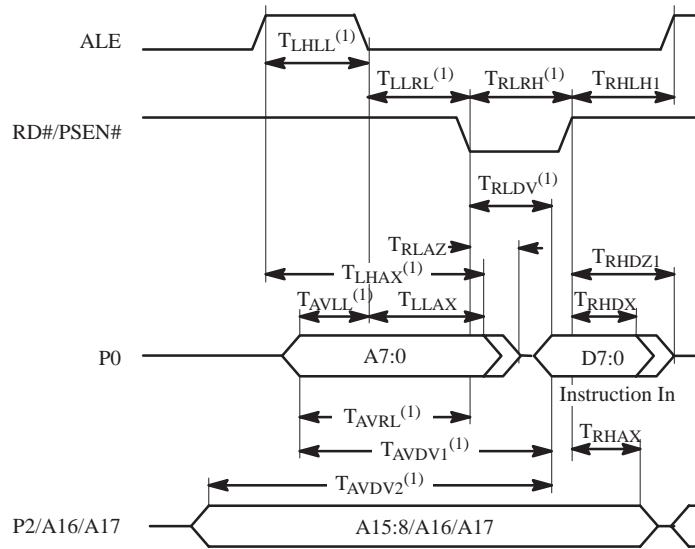 ALE
TLHLL(1)
TLLRL(1) TRLRH(1) TRHLH1
RD#/PSEN#
TRLDV(1)
TRLAZ
TRHDZ1
TLHAX(1)
TAVLL(1) TLLAX TRHDX
P0 A7:0 D7:0
Instruction In
TAVRL(1)
TAVDV1(1)
TRHAX
TAVDV2(1)
P2/A16/A17 A15:8/A16/A17